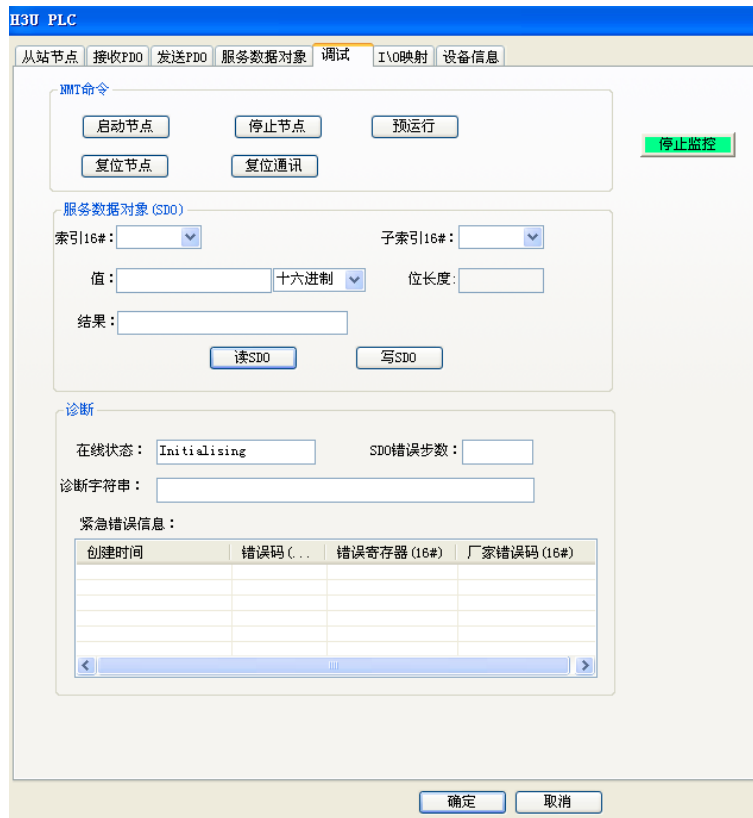 H3U PLC
从站节点 接收PDO 发送PDO 服务数据对象 调试 I\O映射 设备信息
NMT命令
启动节点 停止节点 预运行
停止监控
复位节点 复位通讯
服务数据对象(SDO)
索引16#： 子索引16#：
值： 十六进制 位长度:
结果：
读SDO 写SDO
诊断
在线状态： Initialising SDO错误步数：
诊断字符串：
紧急错误信息：
创建时间 错误码(... 错误寄存器(16#) 厂家错误码(16#)
确定 取消